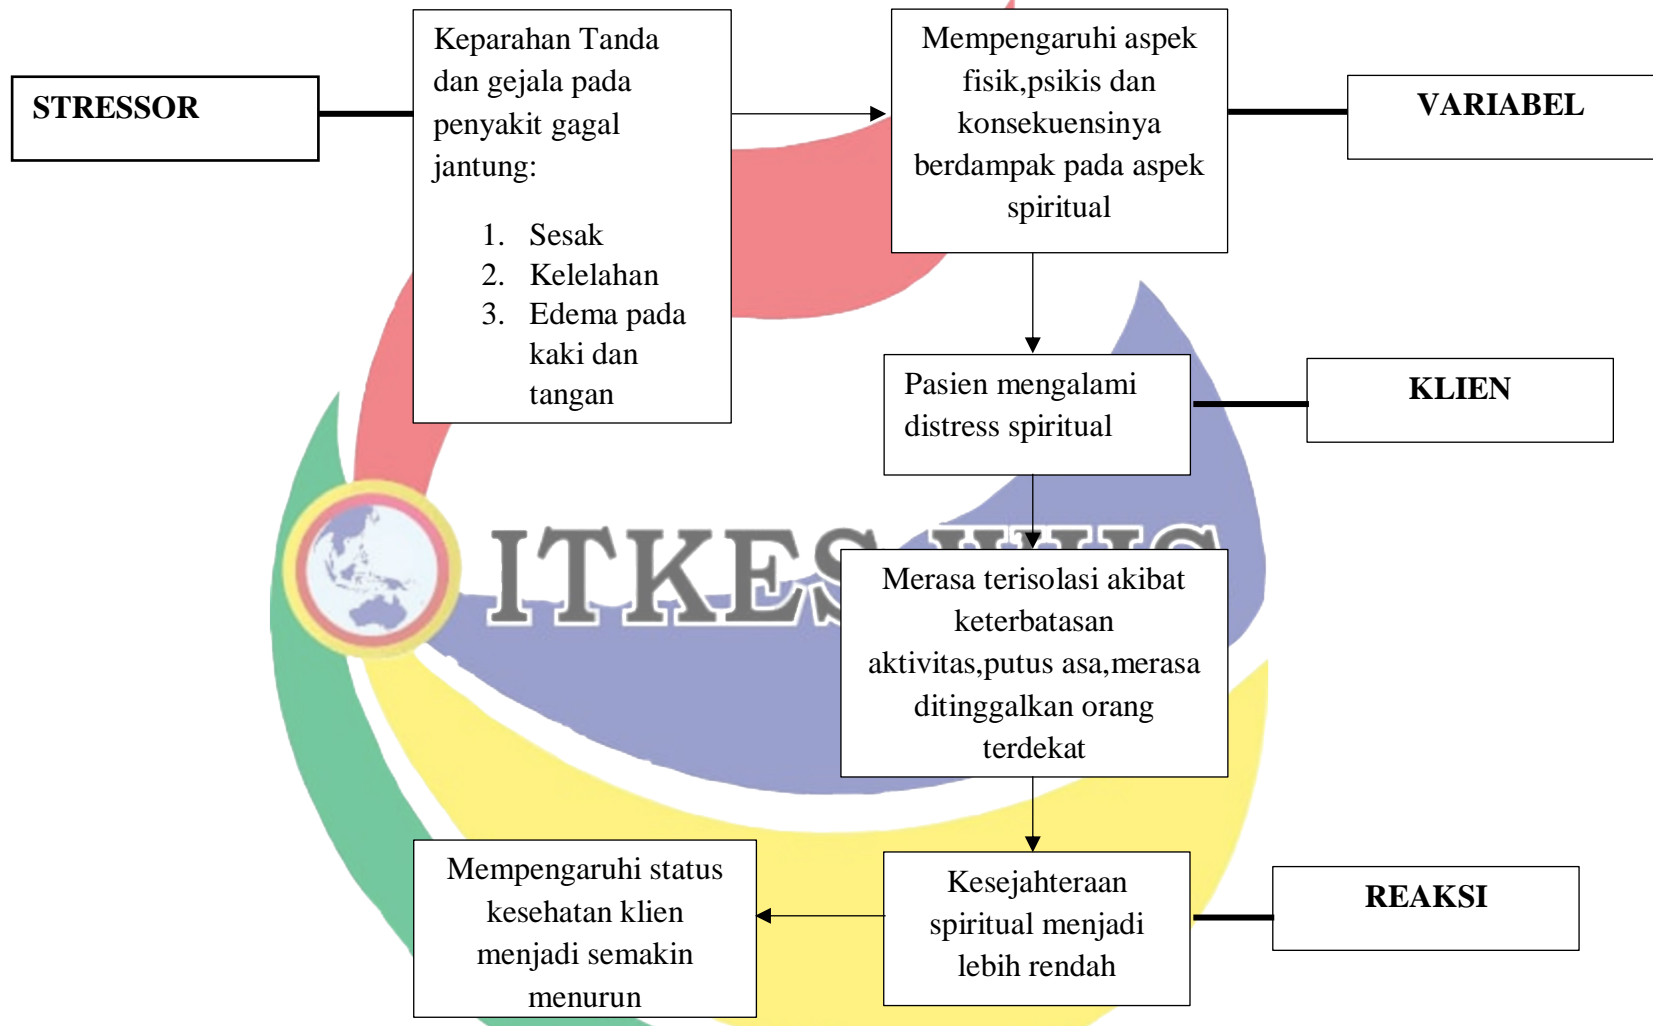 STRESSOR
Keparahan Tanda
dan gejala pada
penyakit gagal
jantung:
1. Sesak
2. Kelelahan
3. Edema pada
kaki dan
tangan
Mempengaruhi aspek
fisik,psikis dan
konsekuensinya
berdampak pada aspek
spiritual
VARIABEL
Pasien mengalami
distress spiritual
KLIEN
ITKES
Merasa terisolasi akibat
keterbatasan
aktivitas,putus asa,merasa
ditinggalkan orang
terdekat
Kesejahteraan
spiritual menjadi
lebih rendah
REAKSI
Mempengaruhi status
kesehatan klien
menjadi semakin
menurun